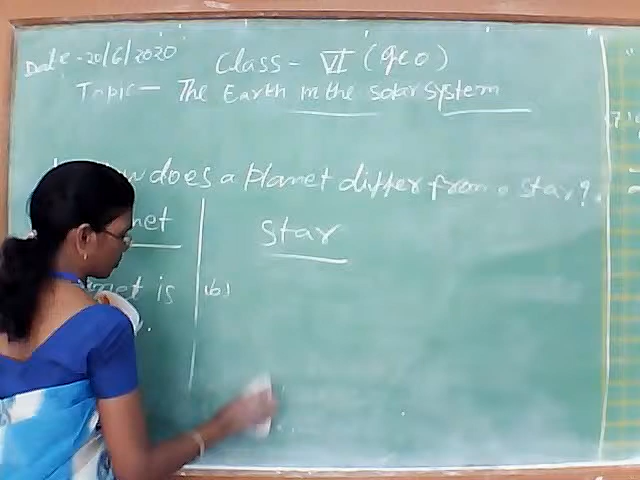 Date - 20/6/2020
Class - VI (geo)
Topic - The Earth in the solar system
does a planet differ from a star?
Star
is (b)